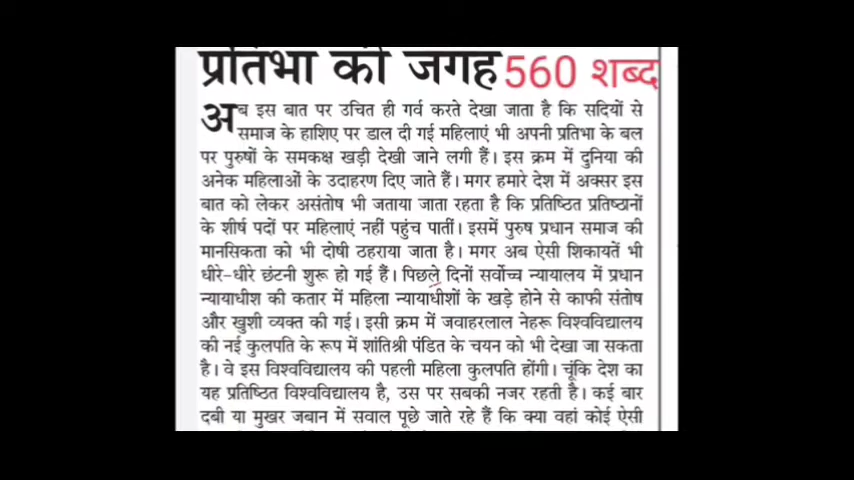 प्रतिभा की जगह 560 शब्द
अब इस बात पर उचित ही गर्व करते देखा जाता है कि सदियों से
समाज के हाशिए पर डाल दी गई महिलाएं भी अपनी प्रतिभा के बल
पर पुरुषों के समकक्ष खड़ी देखी जाने लगी हैं। इस क्रम में दुनिया की
अनेक महिलाओं के उदाहरण दिए जाते हैं। मगर हमारे देश में अक्सर इस
बात को लेकर असंतोष भी जताया जाता रहता है कि प्रतिष्ठित प्रतिष्ठानों
के शीर्ष पदों पर महिलाएं नहीं पहुंच पातीं। इसमें पुरुष प्रधान समाज की
मानसिकता को भी दोषी ठहराया जाता है। मगर अब ऐसी शिकायतें भी
धीरे-धीरे छंटनी शुरू हो गई हैं। पिछले दिनों सर्वोच्च न्यायालय में प्रधान
न्यायाधीश की कतार में महिला न्यायाधीशों के खड़े होने से काफी संतोष
और खुशी व्यक्त की गई। इसी क्रम में जवाहरलाल नेहरू विश्वविद्यालय
की नई कुलपति के रूप में शांतिश्री पंडित के चयन को भी देखा जा सकता
है। वे इस विश्वविद्यालय की पहली महिला कुलपति होंगी। चूंकि देश का
यह प्रतिष्ठित विश्वविद्यालय है, उस पर सबकी नजर रहती है। कई बार
दबी या मुखर जबान में सवाल पूछे जाते रहे हैं कि क्या वहां कोई ऐसी